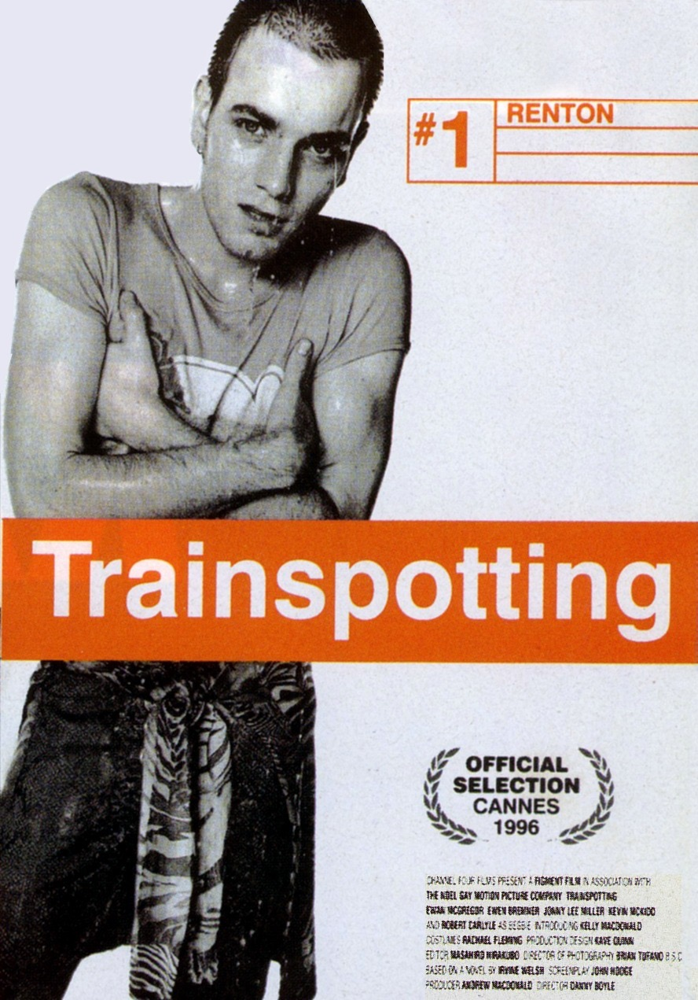 #1
RENTON
Trainspotting
OFFICIAL
SELECTION
CANNES
1996
CHANNEL FOUR FILMS PRESENT A FIGMENT FILM IN ASSOCIATION WITH
THE NOEL GAY MOTION PICTURE COMPANY TRAINSPOTTING
EWAN MCGREGOR EWEN BREMNER JONNY LEE MILLER KEVIN MCKIDD
AND ROBERT CARLYLE AS BEGBIE INTRODUCING KELLY MACDONALD
COSTUMES RACHAEL FLEMING PRODUCTION DESIGN KAVE QUINN
EDITOR MASAHIRO HIRAKUBO DIRECTOR OF PHOTOGRAPHY BRIAN TUFANO B.S.C
BASED ON A NOVEL BY IRVINE WELSH SCREENPLAY JOHN HODGE
PRODUCER ANDREW MACDONALD DIRECTOR DANNY BOYLE